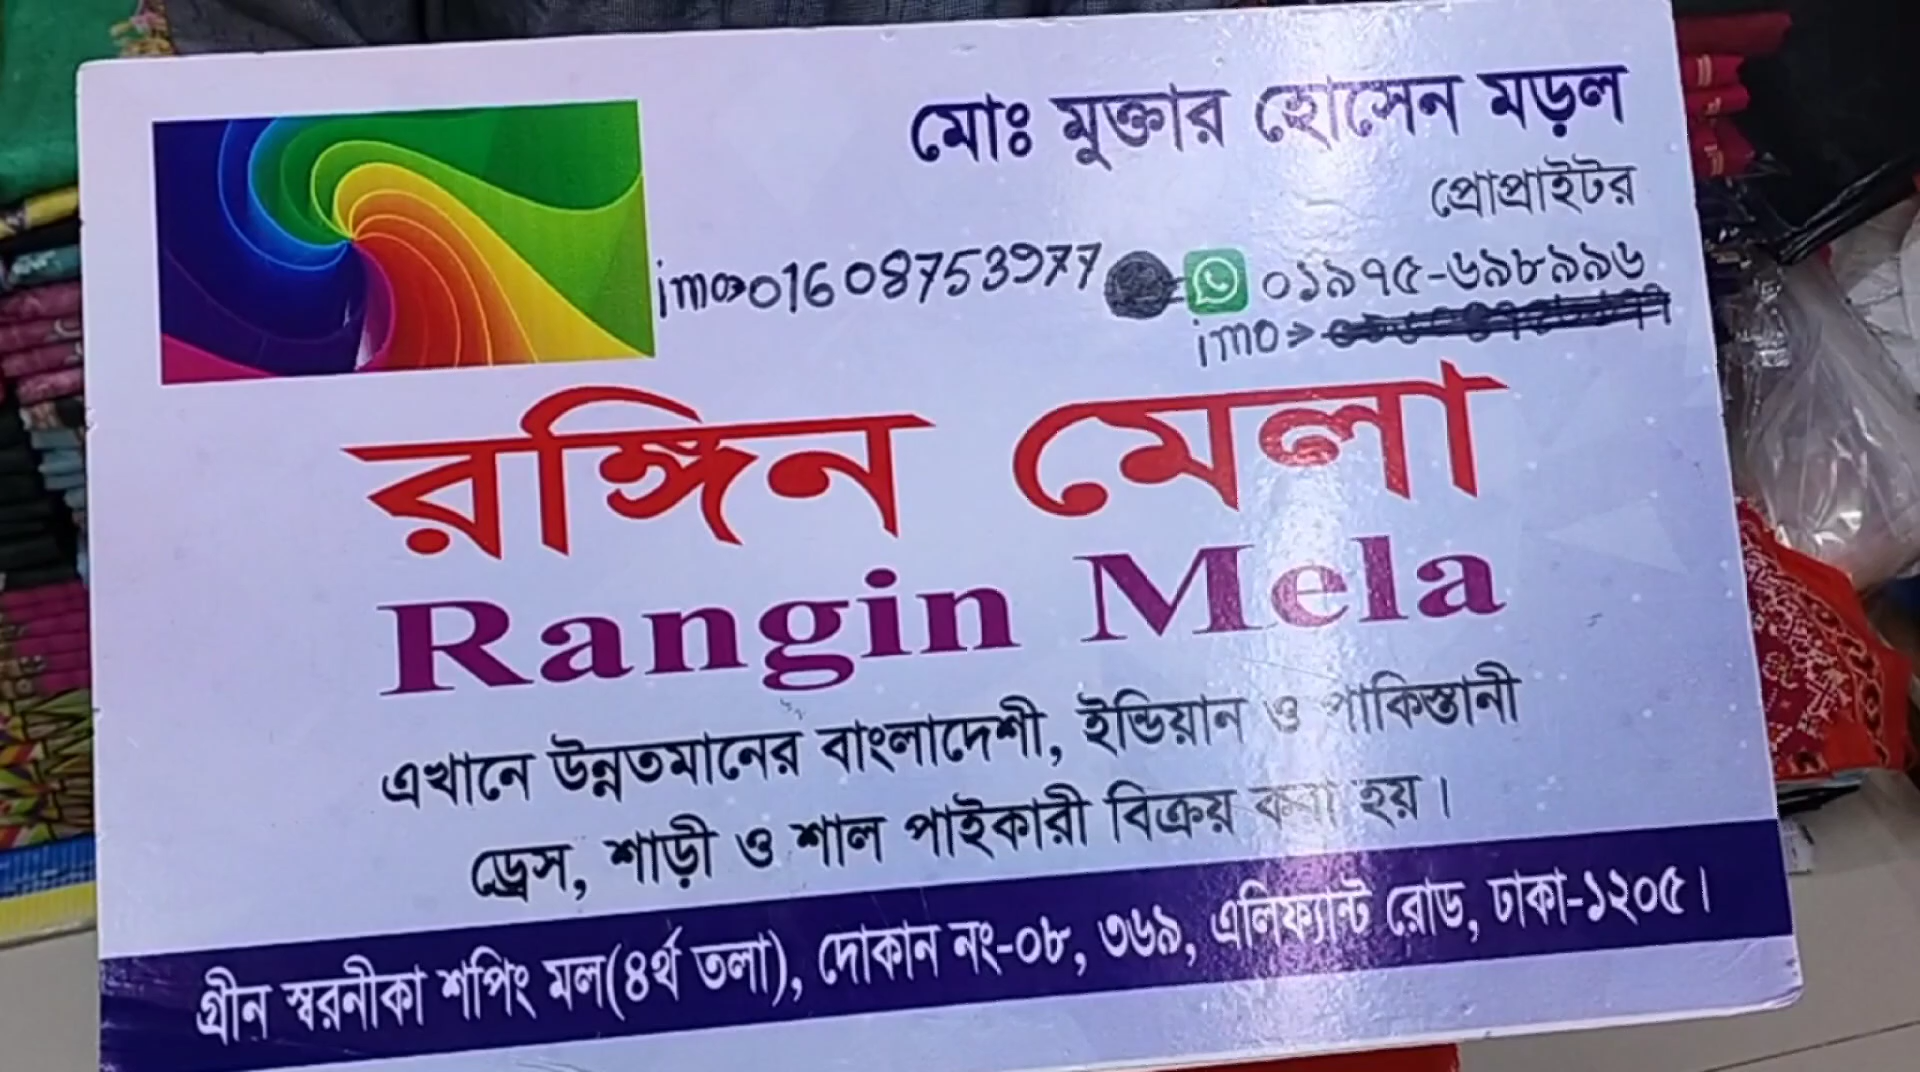 মোঃ মুক্তার হোসেন মড়ল
প্রোপ্রাইটর
imo>01608753977 ০১৯৭৫-৬৯৮৯৯৬
imo>
রঙ্গিন মেলা
Rangin Mela
এখানে উন্নতমানের বাংলাদেশী, ইন্ডিয়ান ও পাকিস্তানী
ড্রেস, শাড়ী ও শাল পাইকারী বিক্রয় করা হয়।
গ্রীন স্বরনীকা শপিং মল(৪র্থ তলা), দোকান নং-০৮, ৩৬৯, এলিফ্যান্ট রোড, ঢাকা-১২০৫।